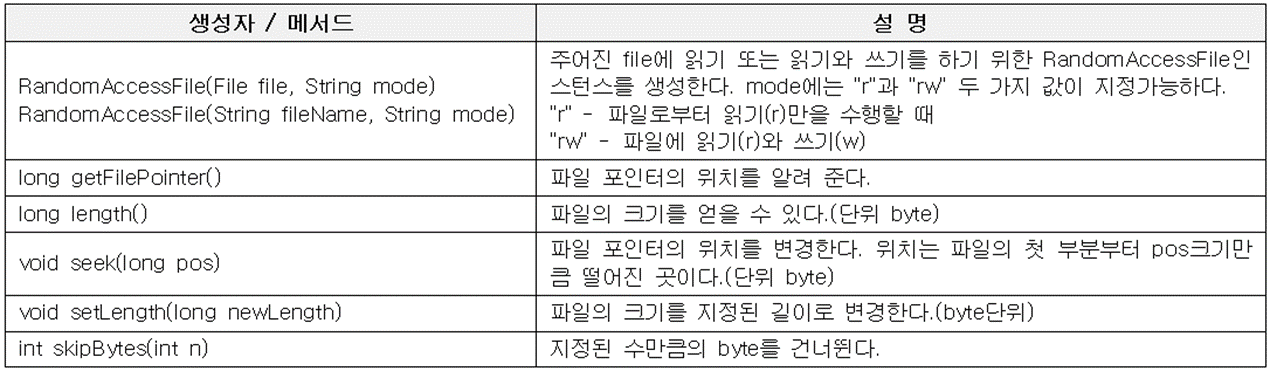 생성자 / 메서드
설 명
RandomAccessFile(File file, String mode)
RandomAccessFile(String fileName, String mode)
주어진 file에 읽기 또는 읽기와 쓰기를 하기 위한 RandomAccessFile인
스턴스를 생성한다. mode에는 "r"과 "rw" 두 가지 값이 지정가능하다.
"r" - 파일로부터 읽기(r)만을 수행할 때
"rw" - 파일에 읽기(r)와 쓰기(w)
long getFilePointer()
파일 포인터의 위치를 알려 준다.
long length()
파일의 크기를 얻을 수 있다.(단위 byte)
void seek(long pos)
파일 포인터의 위치를 변경한다. 위치는 파일의 첫 부분부터 pos크기만
큼 떨어진 곳이다.(단위 byte)
void setLength(long newLength)
파일의 크기를 지정된 길이로 변경한다.(byte단위)
int skipBytes(int n)
지정된 수만큼의 byte를 건너뛴다.